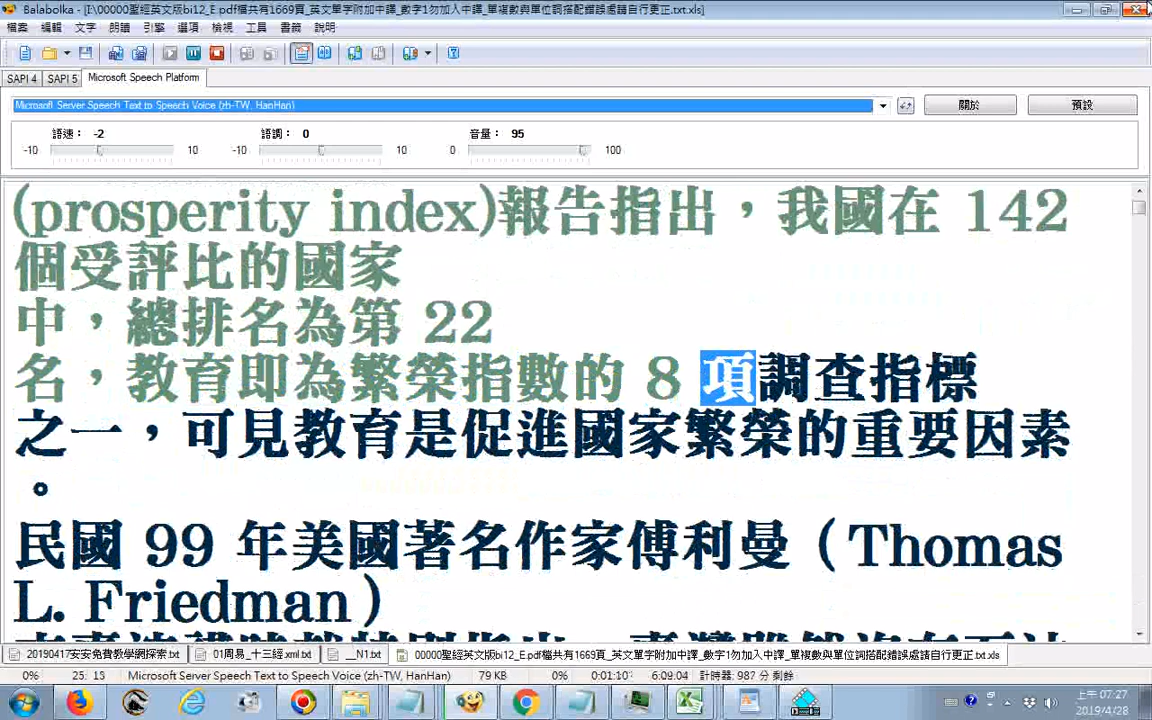 Balabolka - [I:\00000聖經英文版bi12_E.pdf檔共有1669頁_英文單字附加中譯_數字1勿加入中譯_單複數與單位詞搭配錯誤處請自行更正.txt.xls]
檔案 編輯 文字 朗讀 引擎 選項 檢視 工具 書籤 說明
SAPI 4 SAPI 5 Microsoft Speech Platform
Microsoft Server Speech Text to Speech Voice (zh-TW, HanHan)
關於 預設
語速： -2 語調： 0 音量： 95
-10 10 -10 10 0 100
(prosperity index)報告指出，我國在 142
個受評比的國家
中，總排名為第 22
名，教育即為繁榮指數的 8 項調查指標
之一，可見教育是促進國家繁榮的重要因素
。
民國 99 年美國著名作家傅利曼（Thomas
L. Friedman）
20190417安安免費教學網探索.txt 01周易_十三經.xml.txt __N1.txt 00000聖經英文版bi12_E.pdf檔共有1669頁_英文單字附加中譯_數字1勿加入中譯_單複數與單位詞搭配錯誤處請自行更正.txt.xls
0% 25: 15 Microsoft Server Speech Text to Speech Voice (zh-TW, HanHan) 79 KB 0% 0:01:10 6:09:04 計時器: 987 分 剩餘
上午 07:27
2019/4/28